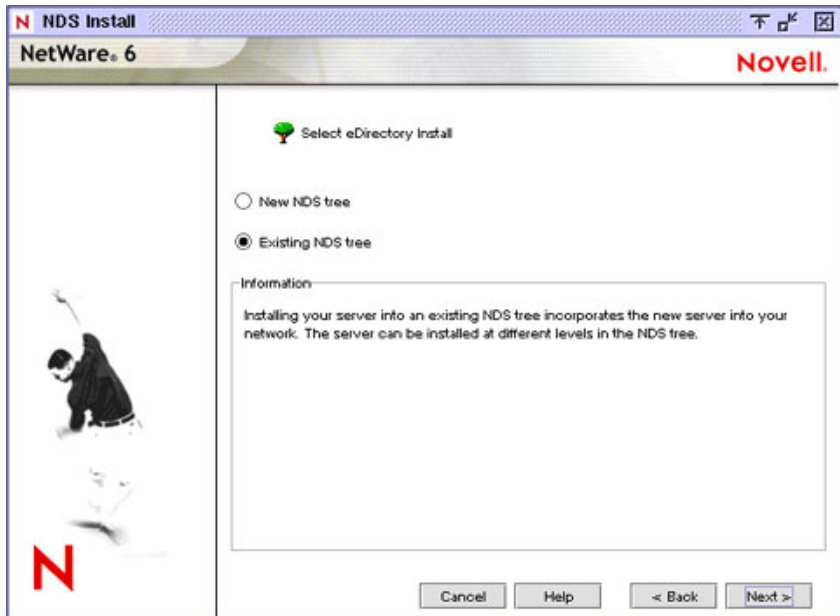 N NDS Install
NetWare® 6
Novell.
Select eDirectory Install
New NDS tree
Existing NDS tree
Information
Installing your server into an existing NDS tree incorporates the new server into your
network. The server can be installed at different levels in the NDS tree.
N
Cancel Help < Back Next >